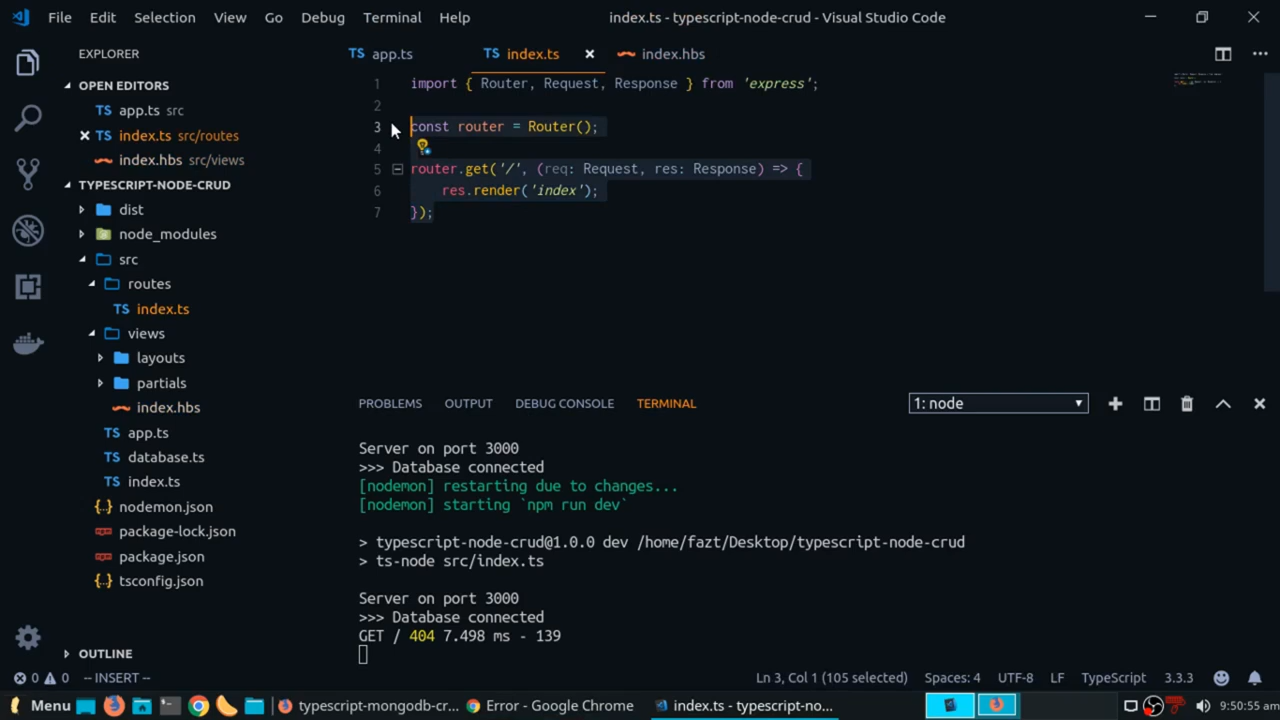 File Edit Selection View Go Debug Terminal Help index.ts - typescript-node-crud - Visual Studio Code
EXPLORER
OPEN EDITORS
TS app.ts src
TS index.ts src/routes
index.hbs src/views
TYPESCRIPT-NODE-CRUD
dist
node_modules
src
routes
TS index.ts
views
layouts
partials
index.hbs
TS app.ts
TS database.ts
TS index.ts
{} nodemon.json
package-lock.json
package.json
{} tsconfig.json
OUTLINE
TS app.ts TS index.ts index.hbs
1 import { Router, Request, Response } from 'express';
2
3 const router = Router();
4
5 router.get('/', (req: Request, res: Response) => {
6 res.render('index');
7 });
PROBLEMS OUTPUT DEBUG CONSOLE TERMINAL 1: node
Server on port 3000
>>> Database connected
[nodemon] restarting due to changes...
[nodemon] starting `npm run dev`
> typescript-node-crud@1.0.0 dev /home/fazt/Desktop/typescript-node-crud
> ts-node src/index.ts
Server on port 3000
>>> Database connected
GET / 404 7.498 ms - 139
0 0 -- INSERT -- Ln 3, Col 1 (105 selected) Spaces: 4 UTF-8 LF TypeScript 3.3.3
Menu typescript-mongodb-cr... Error - Google Chrome index.ts - typescript-no... 9:50:55 am